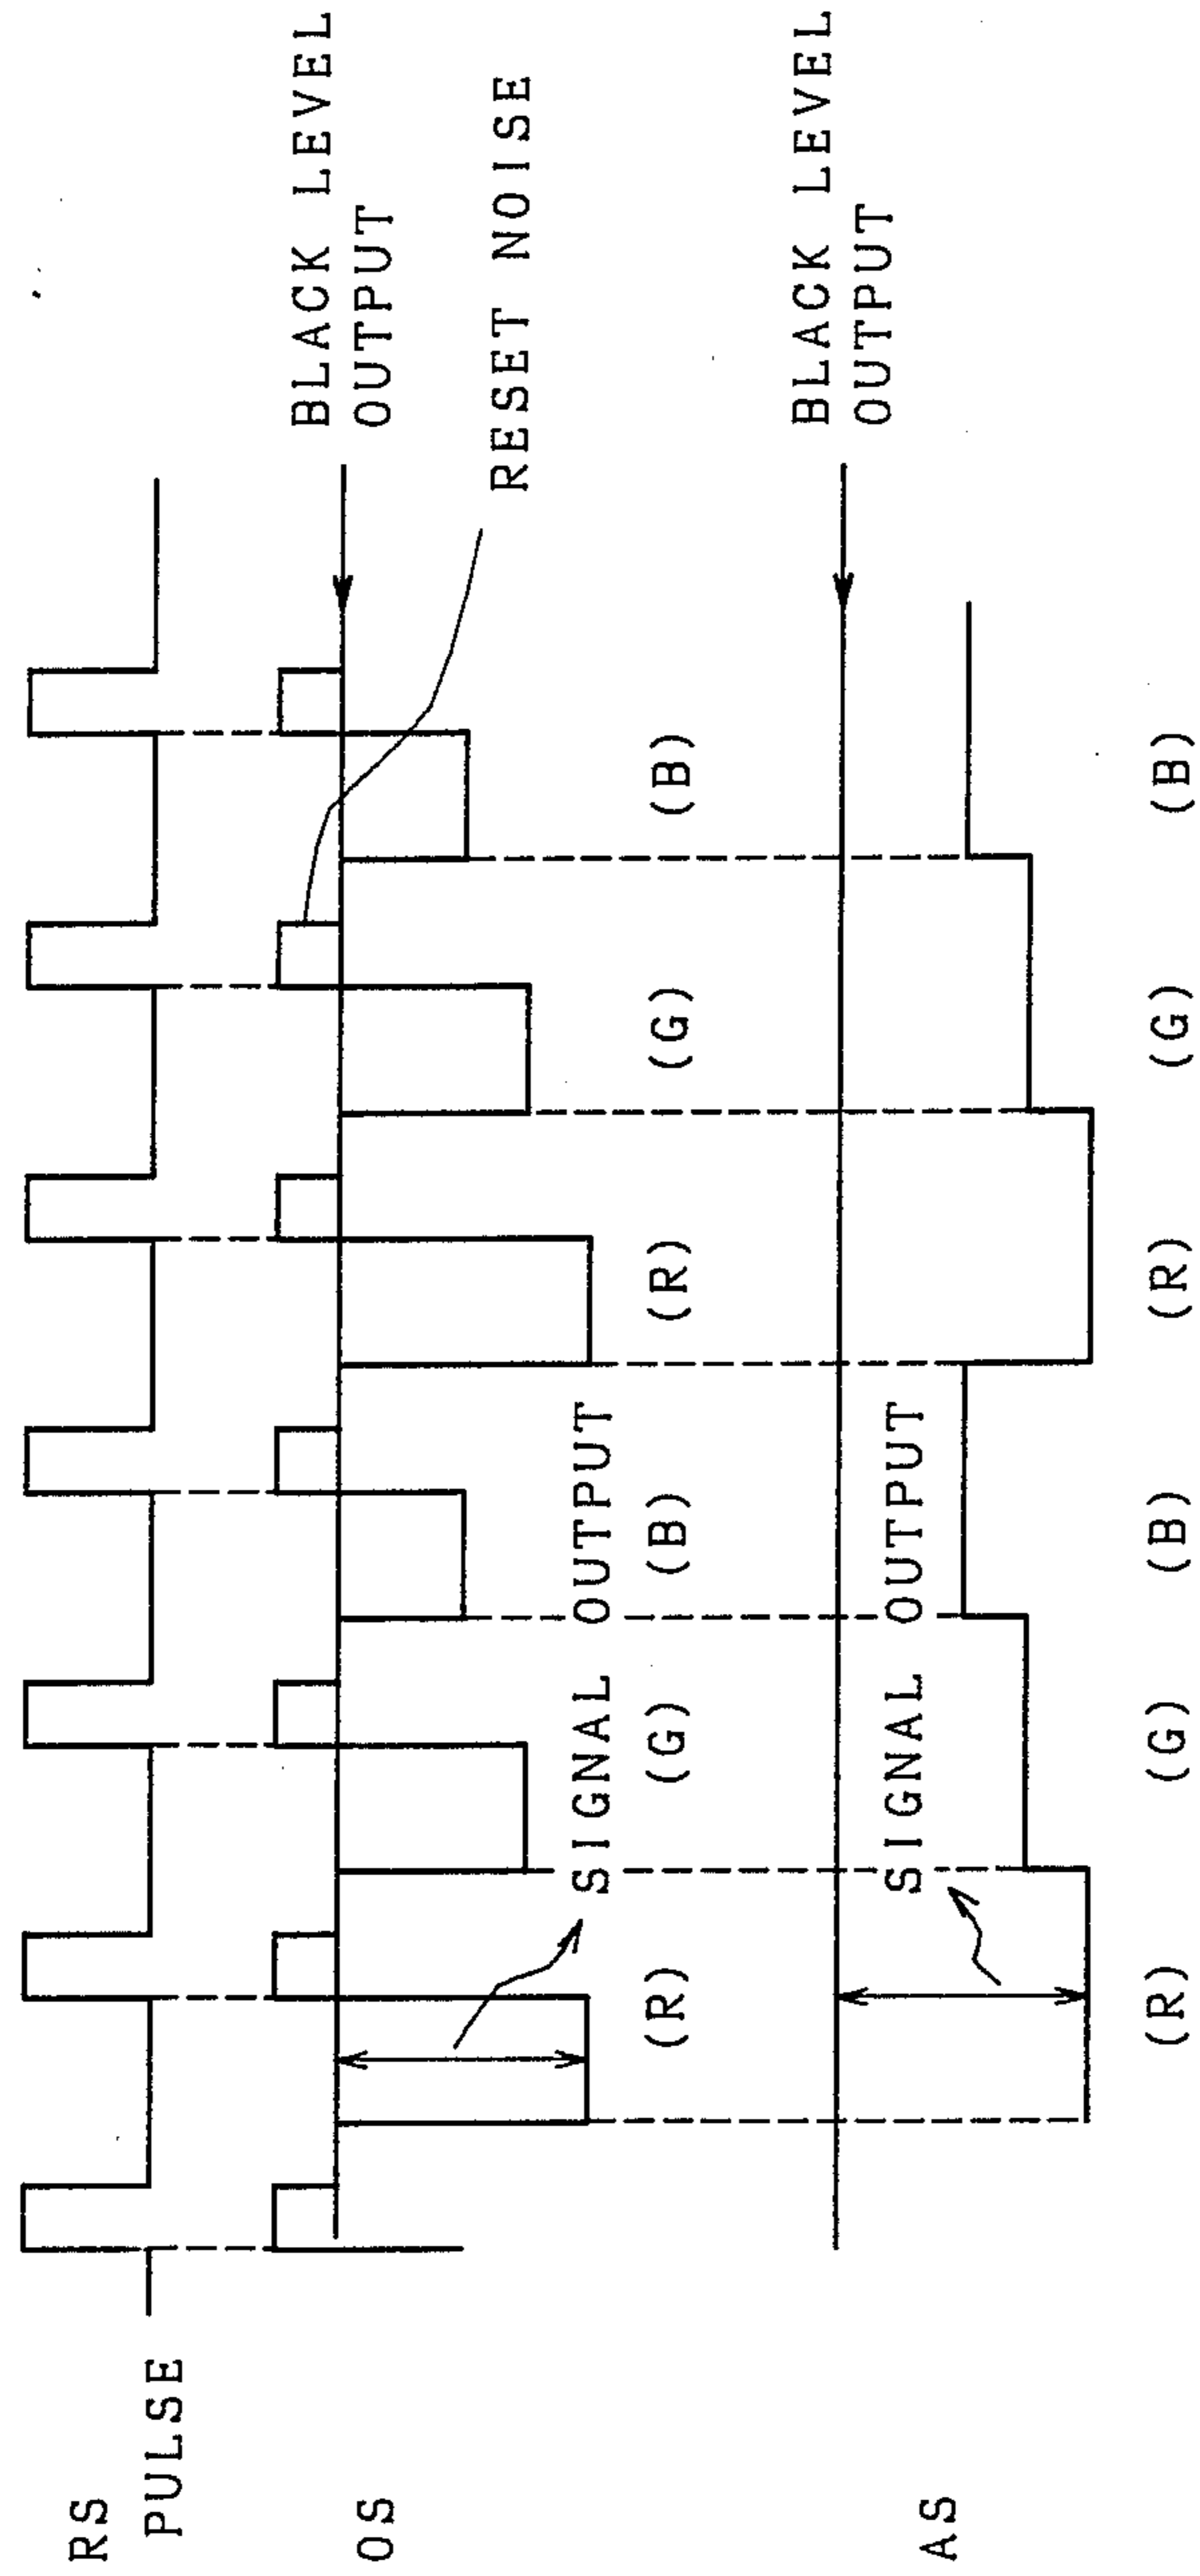 RS
PULSE
OS
BLACK LEVEL
OUTPUT
RESET NOISE
SIGNAL OUTPUT
(R) (G) (B) (R) (G) (B)
AS
BLACK LEVEL
OUTPUT
SIGNAL OUTPUT
(R) (G) (B) (R) (G) (B)